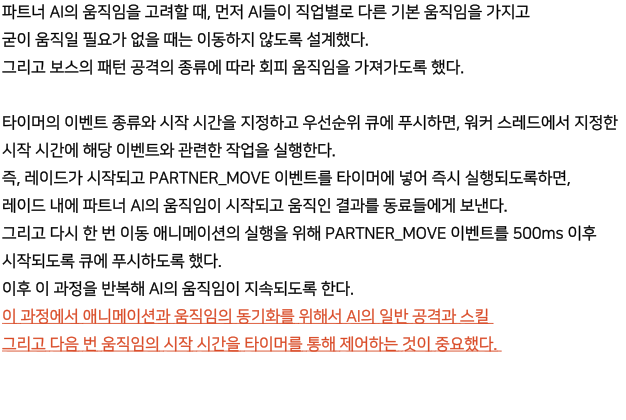 파트너 AI의 움직임을 고려할 때, 먼저 AI들이 직업별로 다른 기본 움직임을 가지고
굳이 움직일 필요가 없을 때는 이동하지 않도록 설계했다.
그리고 보스의 패턴 공격의 종류에 따라 회피 움직임을 가져가도록 했다.
타이머의 이벤트 종류와 시작 시간을 지정하고 우선순위 큐에 푸시하면, 워커 스레드에서 지정한
시작 시간에 해당 이벤트와 관련한 작업을 실행한다.
즉, 레이드가 시작되고 PARTNER_MOVE 이벤트를 타이머에 넣어 즉시 실행되도록하면,
레이드 내에 파트너 AI의 움직임이 시작되고 움직인 결과를 동료들에게 보낸다.
그리고 다시 한 번 이동 애니메이션의 실행을 위해 PARTNER_MOVE 이벤트를 500ms 이후
시작되도록 큐에 푸시하도록 했다.
이후 이 과정을 반복해 AI의 움직임이 지속되도록 한다.
이 과정에서 애니메이션과 움직임의 동기화를 위해서 AI의 일반 공격과 스킬
그리고 다음 번 움직임의 시작 시간을 타이머를 통해 제어하는 것이 중요했다.